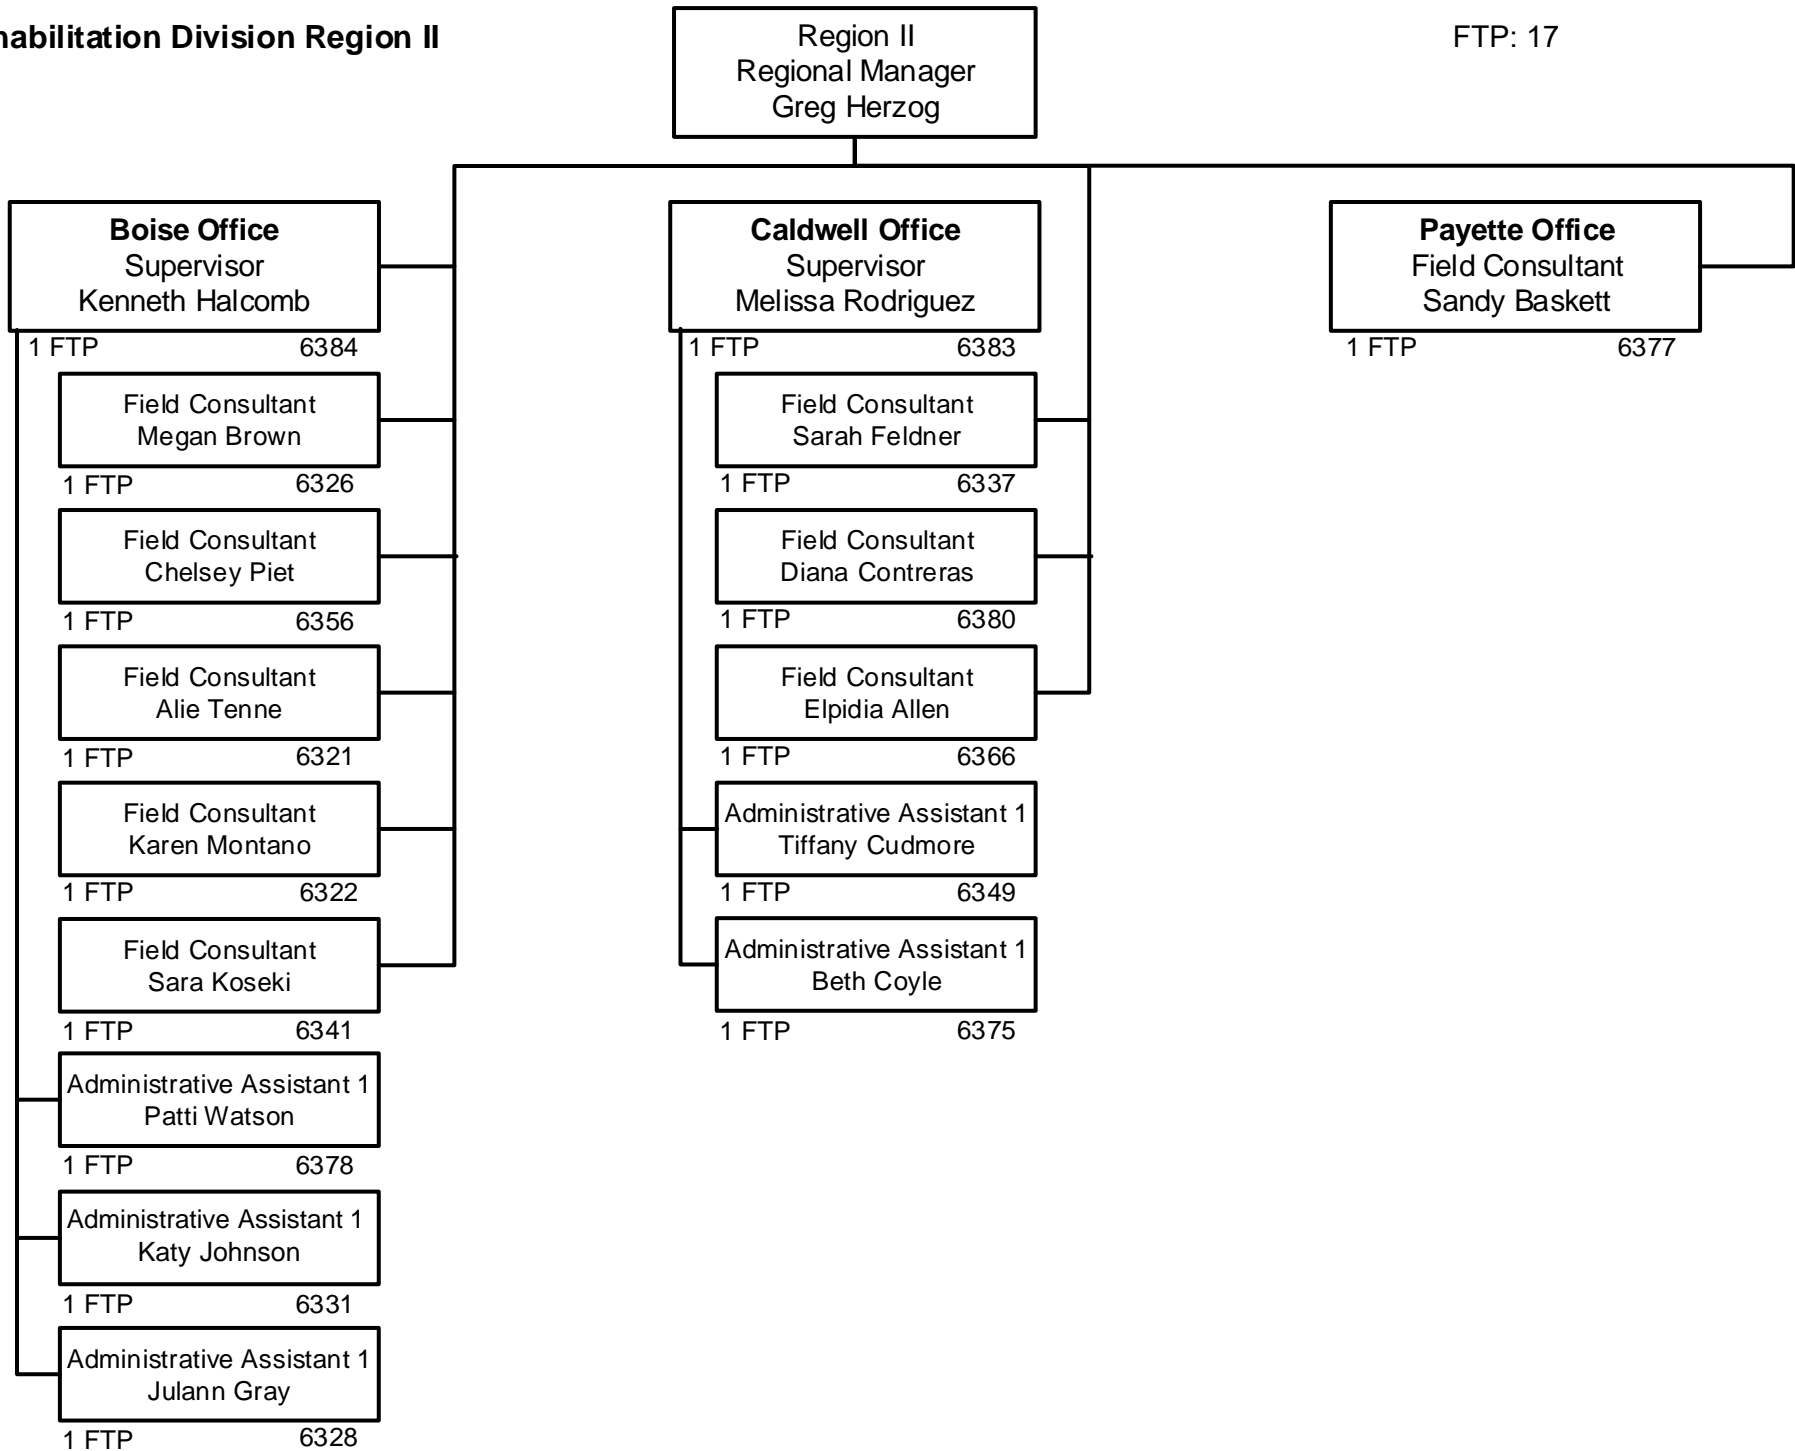 habilitation Division Region II
FTP: 17
Region II
Regional Manager
Greg Herzog
Boise Office
Supervisor
Kenneth Halcomb
1 FTP 6384
Field Consultant
Megan Brown
1 FTP 6326
Field Consultant
Chelsey Piet
1 FTP 6356
Field Consultant
Alie Tenne
1 FTP 6321
Field Consultant
Karen Montano
1 FTP 6322
Field Consultant
Sara Koseki
1 FTP 6341
Administrative Assistant 1
Patti Watson
1 FTP 6378
Administrative Assistant 1
Katy Johnson
1 FTP 6331
Administrative Assistant 1
Julann Gray
1 FTP 6328
Caldwell Office
Supervisor
Melissa Rodriguez
1 FTP 6383
Field Consultant
Sarah Feldner
1 FTP 6337
Field Consultant
Diana Contreras
1 FTP 6380
Field Consultant
Elpidia Allen
1 FTP 6366
Administrative Assistant 1
Tiffany Cudmore
1 FTP 6349
Administrative Assistant 1
Beth Coyle
1 FTP 6375
Payette Office
Field Consultant
Sandy Baskett
1 FTP 6377